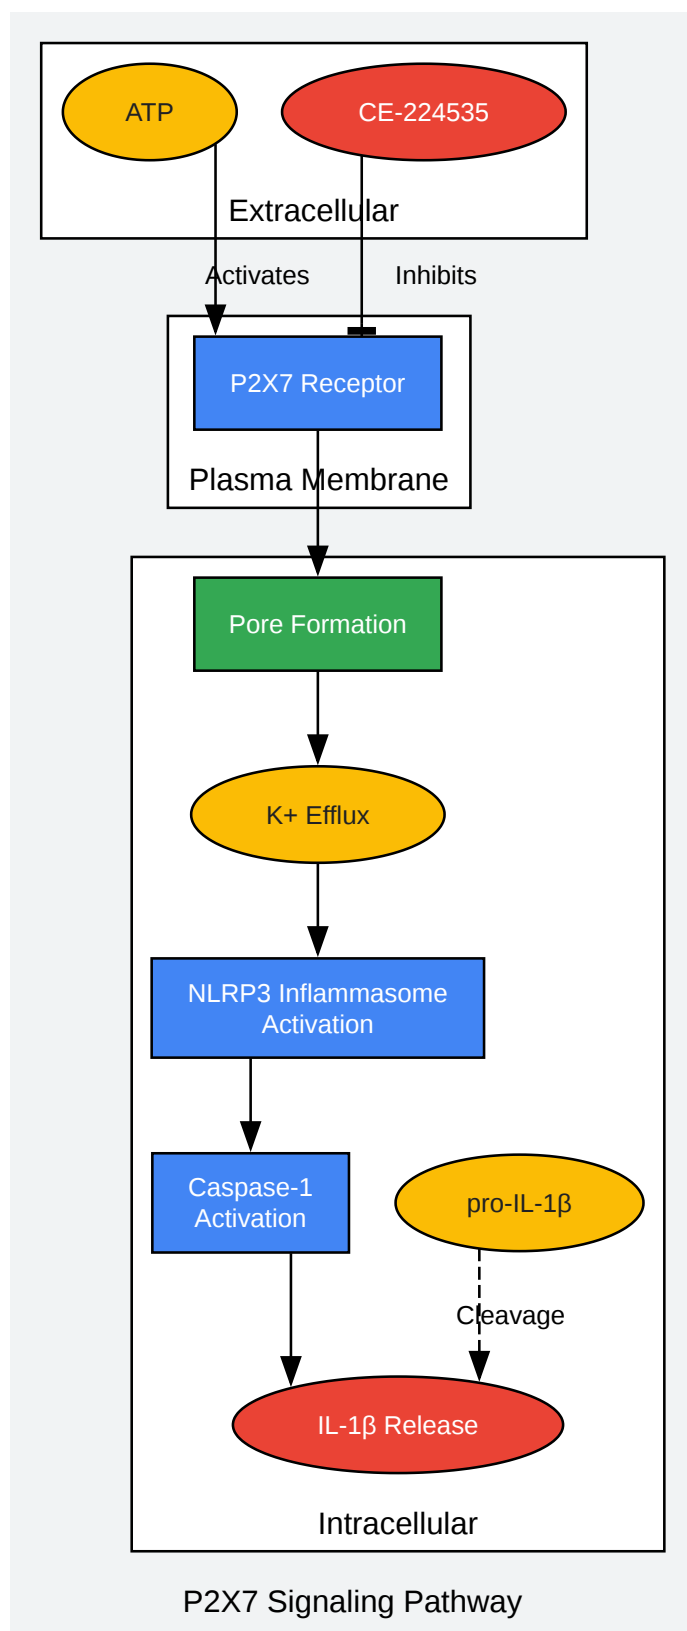 ATP
CE-224535
Extracellular
Activates
Inhibits
P2X7 Receptor
Plasma Membrane
Pore Formation
K+ Efflux
NLRP3 Inflammasome
Activation
Caspase-1
Activation
pro-IL-1β
Cleavage
IL-1β Release
Intracellular
P2X7 Signaling Pathway